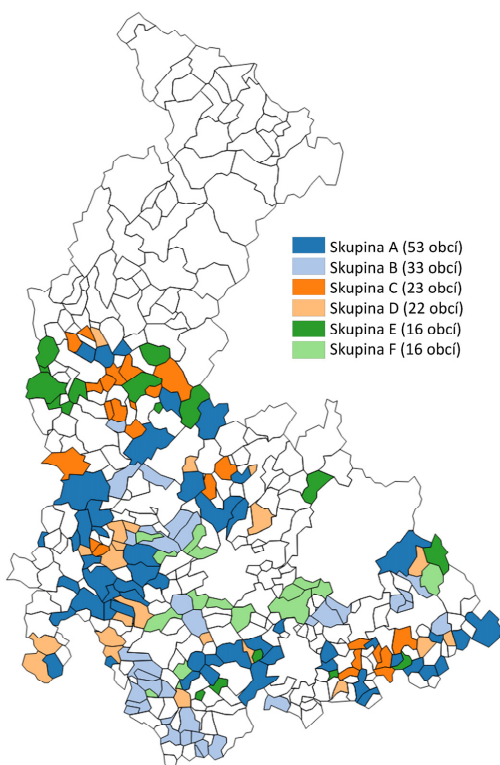 Skupina A (53 obcí)
Skupina B (33 obcí)
Skupina C (23 obcí)
Skupina D (22 obcí)
Skupina E (16 obcí)
Skupina F (16 obcí)